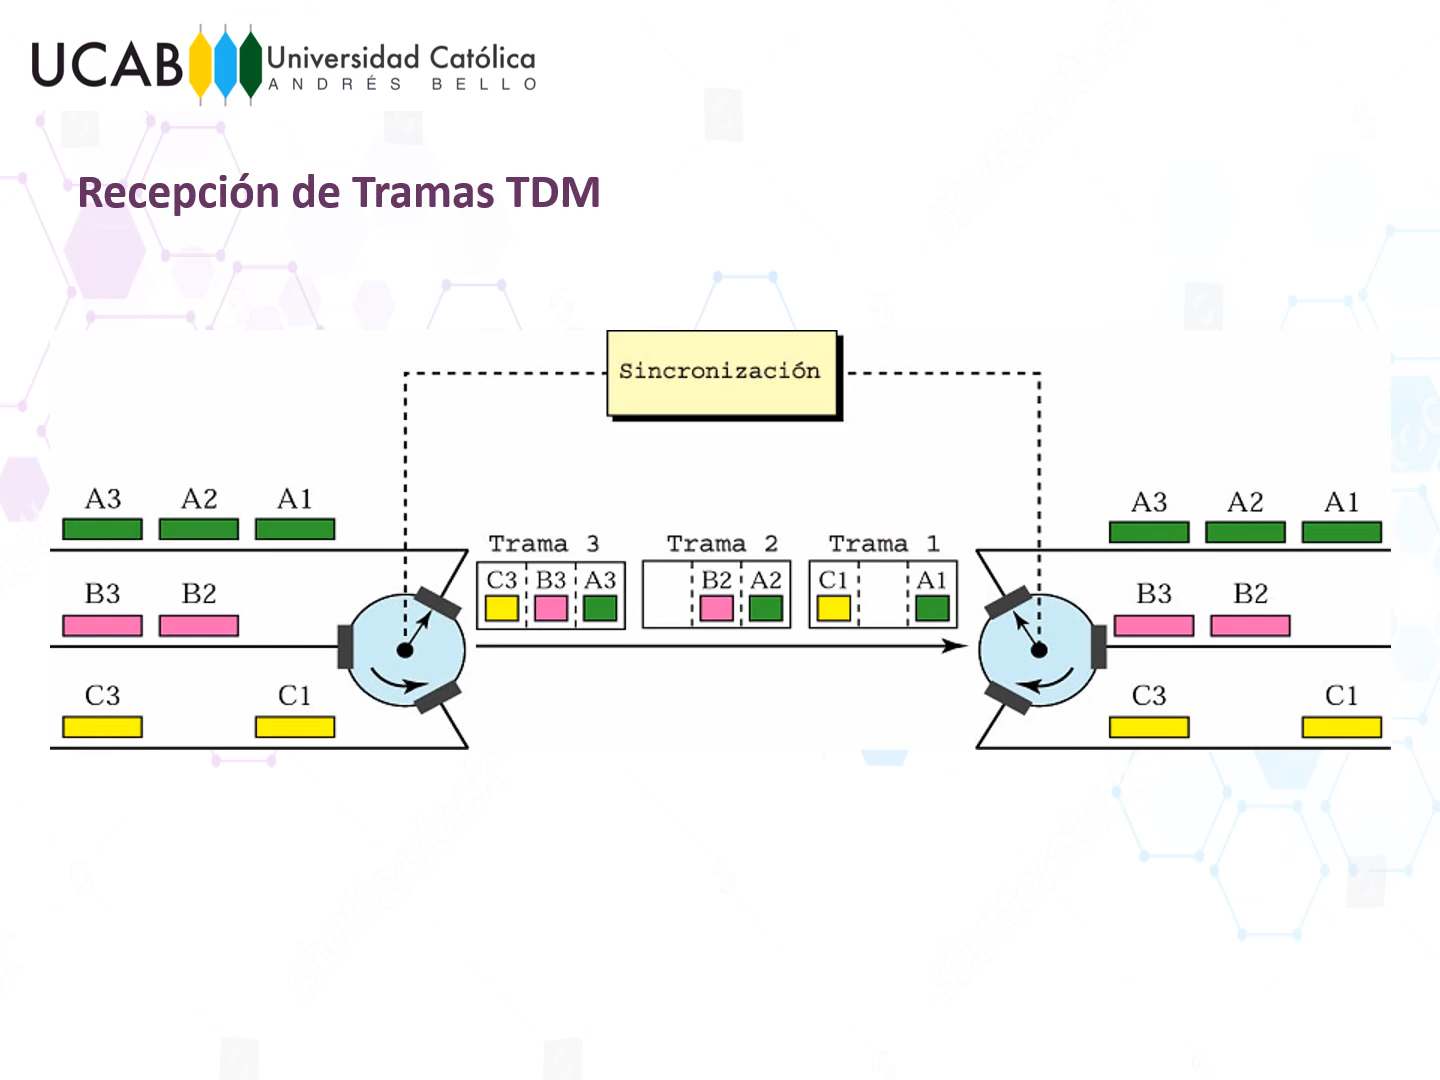 UCAB Universidad Católica
ANDRÉS BELLO
Recepción de Tramas TDM
Sincronización
A3 A2 A1
A3 A2 A1
Trama 3 Trama 2 Trama 1
C3 B3 A3 B2 A2 C1 A1
B3 B2
B3 B2
C3 C1
C3 C1